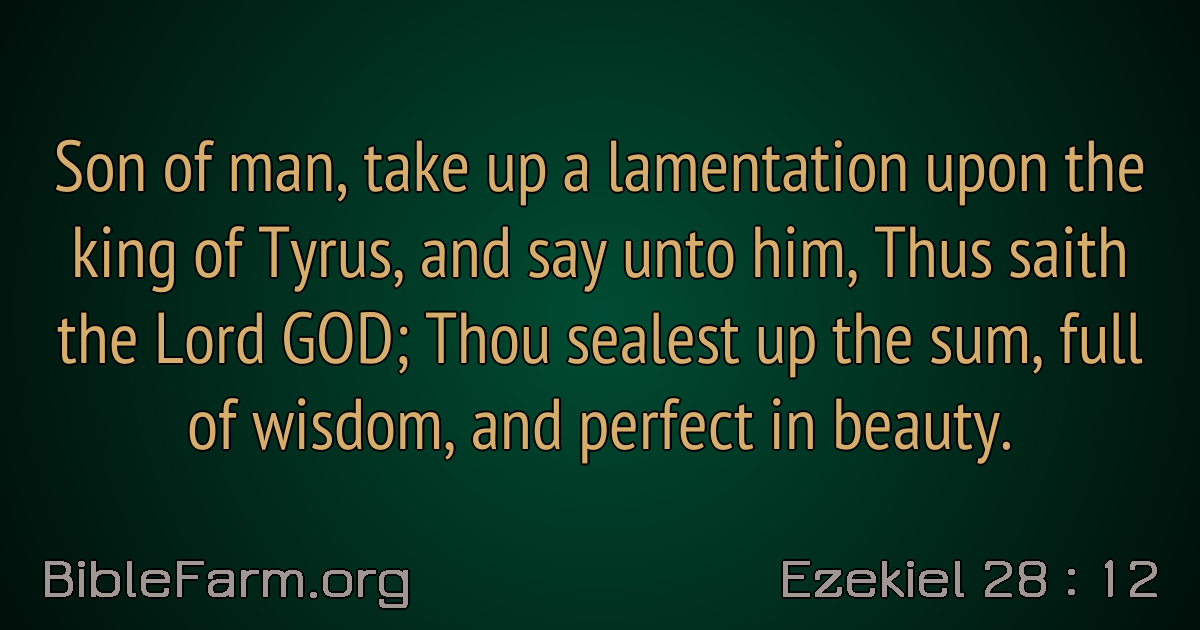 Son of man, take up a lamentation upon the
king of Tyrus, and say unto him, Thus saith
the Lord GOD; Thou sealest up the sum, full
of wisdom, and perfect in beauty.
BibleFarm.org
Ezekiel 28 : 12